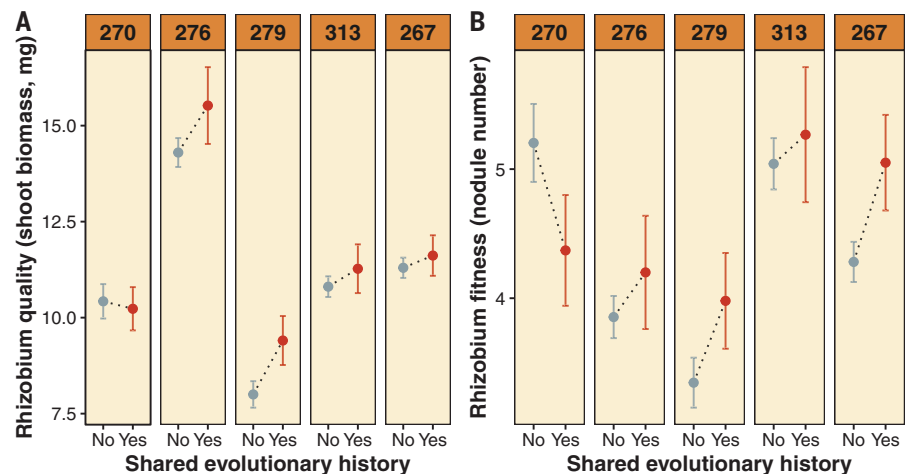 A
270 276 279 313 267
Rhizobium quality (shoot biomass, mg)
15.0
12.5
10.0
7.5
No Yes No Yes No Yes No Yes No Yes
Shared evolutionary history
B
270 276 279 313 267
Rhizobium fitness (nodule number)
5
4
No Yes No Yes No Yes No Yes No Yes
Shared evolutionary history